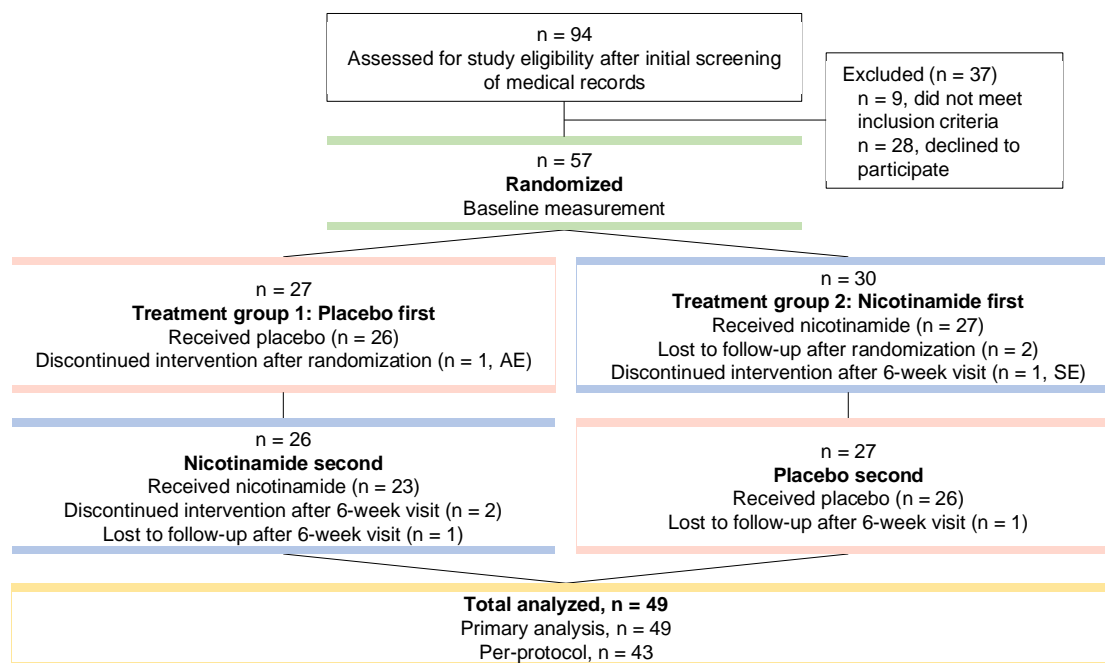 n = 94
Assessed for study eligibility after initial screening
of medical records
Excluded (n = 37)
n = 9, did not meet
inclusion criteria
n = 28, declined to
participate
n = 57
Randomized
Baseline measurement
n = 27
Treatment group 1: Placebo first
Received placebo (n = 26)
Discontinued intervention after randomization (n = 1, AE)
n = 30
Treatment group 2: Nicotinamide first
Received nicotinamide (n = 27)
Lost to follow-up after randomization (n = 2)
Discontinued intervention after 6-week visit (n = 1, SE)
n = 26
Nicotinamide second
Received nicotinamide (n = 23)
Discontinued intervention after 6-week visit (n = 2)
Lost to follow-up after 6-week visit (n = 1)
n = 27
Placebo second
Received placebo (n = 26)
Lost to follow-up after 6-week visit (n = 1)
Total analyzed, n = 49
Primary analysis, n = 49
Per-protocol, n = 43